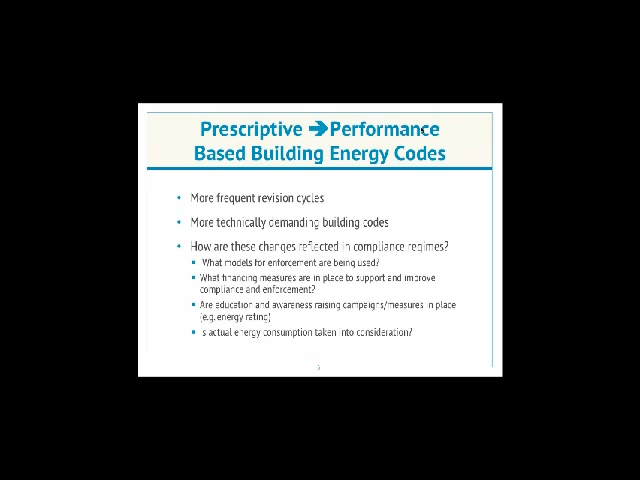 Prescriptive ➔Performance
Based Building Energy Codes
• More frequent revision cycles
• More technically demanding building codes
• How are these changes reflected in compliance regimes?
▪ What models for enforcement are being used?
▪ What financing measures are in place to support and improve
compliance and enforcement?
▪ Are education and awareness raising campaigns/measures in place
(e.g. energy rating)
▪ Is actual energy consumption taken into consideration?